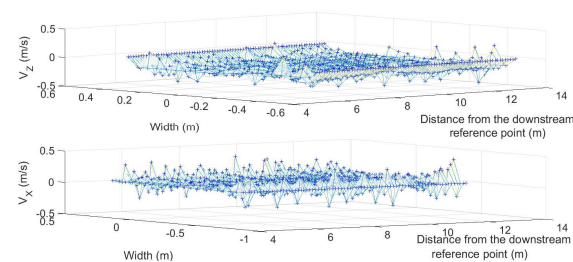 0.5
0
-0.5
V_Z (m/s)
0.6 0.4 0.2 0 -0.2 -0.4 -0.6
Width (m)
4 6 8 10 12 14
Distance from the downstream
reference point (m)
0.5
0
-0.5
V_X (m/s)
0.5 0 -0.5 -1
Width (m)
4 6 8 10 12 14
Distance from the downstream
reference point (m)